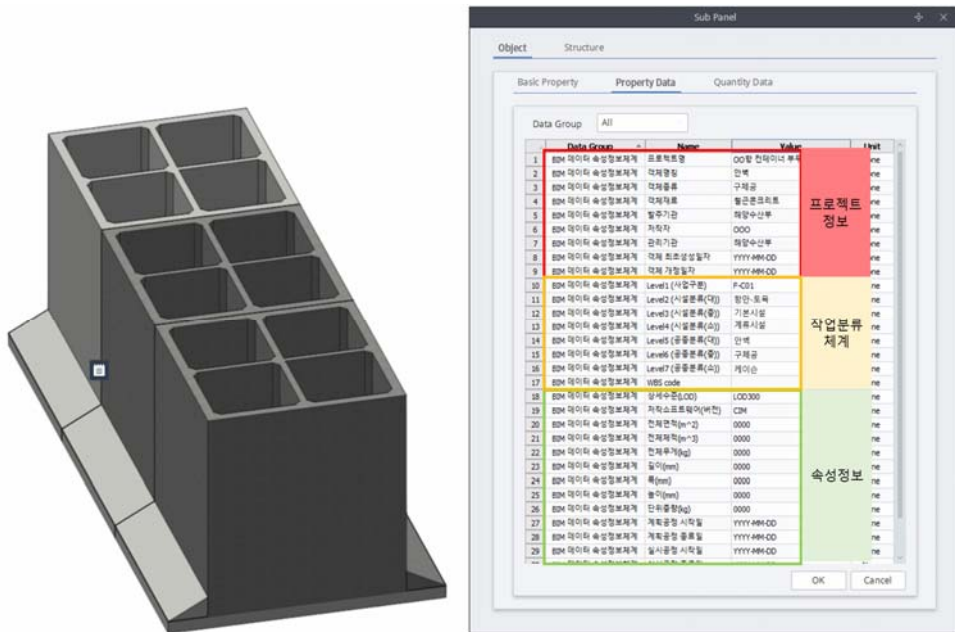 Sub Panel
Object Structure
Basic Property Property Data Quantity Data
Data Group All
Data Group Name Value Unit
1 BIM 데이터 속성정보체계 프로젝트명 OO항 컨테이너 부두
2 BIM 데이터 속성정보체계 객체명칭 안벽
3 BIM 데이터 속성정보체계 객체종류 구체공
4 BIM 데이터 속성정보체계 객체재료 철근콘크리트
5 BIM 데이터 속성정보체계 발주기관 해양수산부
6 BIM 데이터 속성정보체계 저작자 OOO
7 BIM 데이터 속성정보체계 관리기관 해양수산부
8 BIM 데이터 속성정보체계 객체 최초생성일자 YYYY-MM-DD
9 BIM 데이터 속성정보체계 객체 개정일자 YYYY-MM-DD
프로젝트
정보
10 BIM 데이터 속성정보체계 Level1 (사업구분) F-C01
11 BIM 데이터 속성정보체계 Level2 (시설분류(대)) 항만-토목
12 BIM 데이터 속성정보체계 Level3 (시설분류(중)) 기본시설
13 BIM 데이터 속성정보체계 Level4 (시설분류(소)) 계류시설
14 BIM 데이터 속성정보체계 Level5 (공종분류(대)) 안벽
15 BIM 데이터 속성정보체계 Level6 (공종분류(중)) 구체공
16 BIM 데이터 속성정보체계 Level7 (공종분류(소)) 케이슨
17 BIM 데이터 속성정보체계 WBS code
작업분류
체계
18 BIM 데이터 속성정보체계 상세수준(LOD) LOD300
19 BIM 데이터 속성정보체계 저작소프트웨어(버전) CIM
20 BIM 데이터 속성정보체계 전체면적(m^2) 0000
21 BIM 데이터 속성정보체계 전체체적(m^3) 0000
22 BIM 데이터 속성정보체계 전체무게(kg) 0000
23 BIM 데이터 속성정보체계 길이(mm) 0000
24 BIM 데이터 속성정보체계 폭(mm) 0000
25 BIM 데이터 속성정보체계 높이(mm) 0000
26 BIM 데이터 속성정보체계 단위중량(kg) 0000
27 BIM 데이터 속성정보체계 계획공정 시작일 YYYY-MM-DD
28 BIM 데이터 속성정보체계 계획공정 종료일 YYYY-MM-DD
29 BIM 데이터 속성정보체계 실시공정 시작일 YYYY-MM-DD
속성정보
OK Cancel